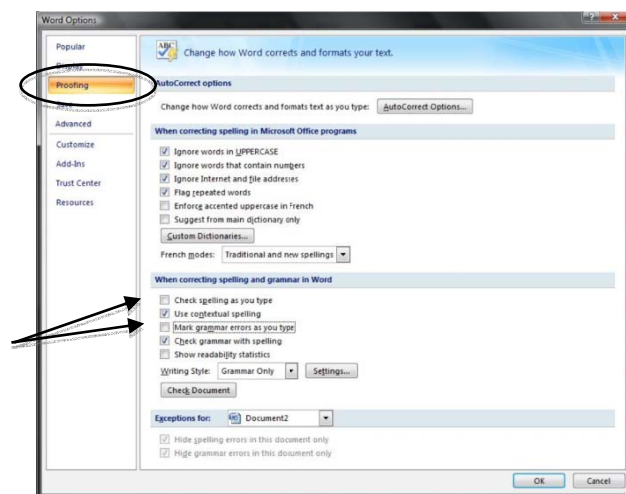 Word Options
Popular
Display
Proofing
Save
Advanced
Customize
Add-Ins
Trust Center
Resources
ABC
Change how Word corrects and formats your text.
AutoCorrect options
Change how Word corrects and formats text as you type: AutoCorrect Options...
When correcting spelling in Microsoft Office programs
Ignore words in UPPERCASE
Ignore words that contain numbers
Ignore Internet and file addresses
Flag repeated words
Enforce accented uppercase in French
Suggest from main dictionary only
Custom Dictionaries...
French modes: Traditional and new spellings
When correcting spelling and grammar in Word
Check spelling as you type
Use contextual spelling
Mark grammar errors as you type
Check grammar with spelling
Show readability statistics
Writing Style: Grammar Only Settings...
Check Document
Exceptions for: Document2
Hide spelling errors in this document only
Hide grammar errors in this document only
OK Cancel